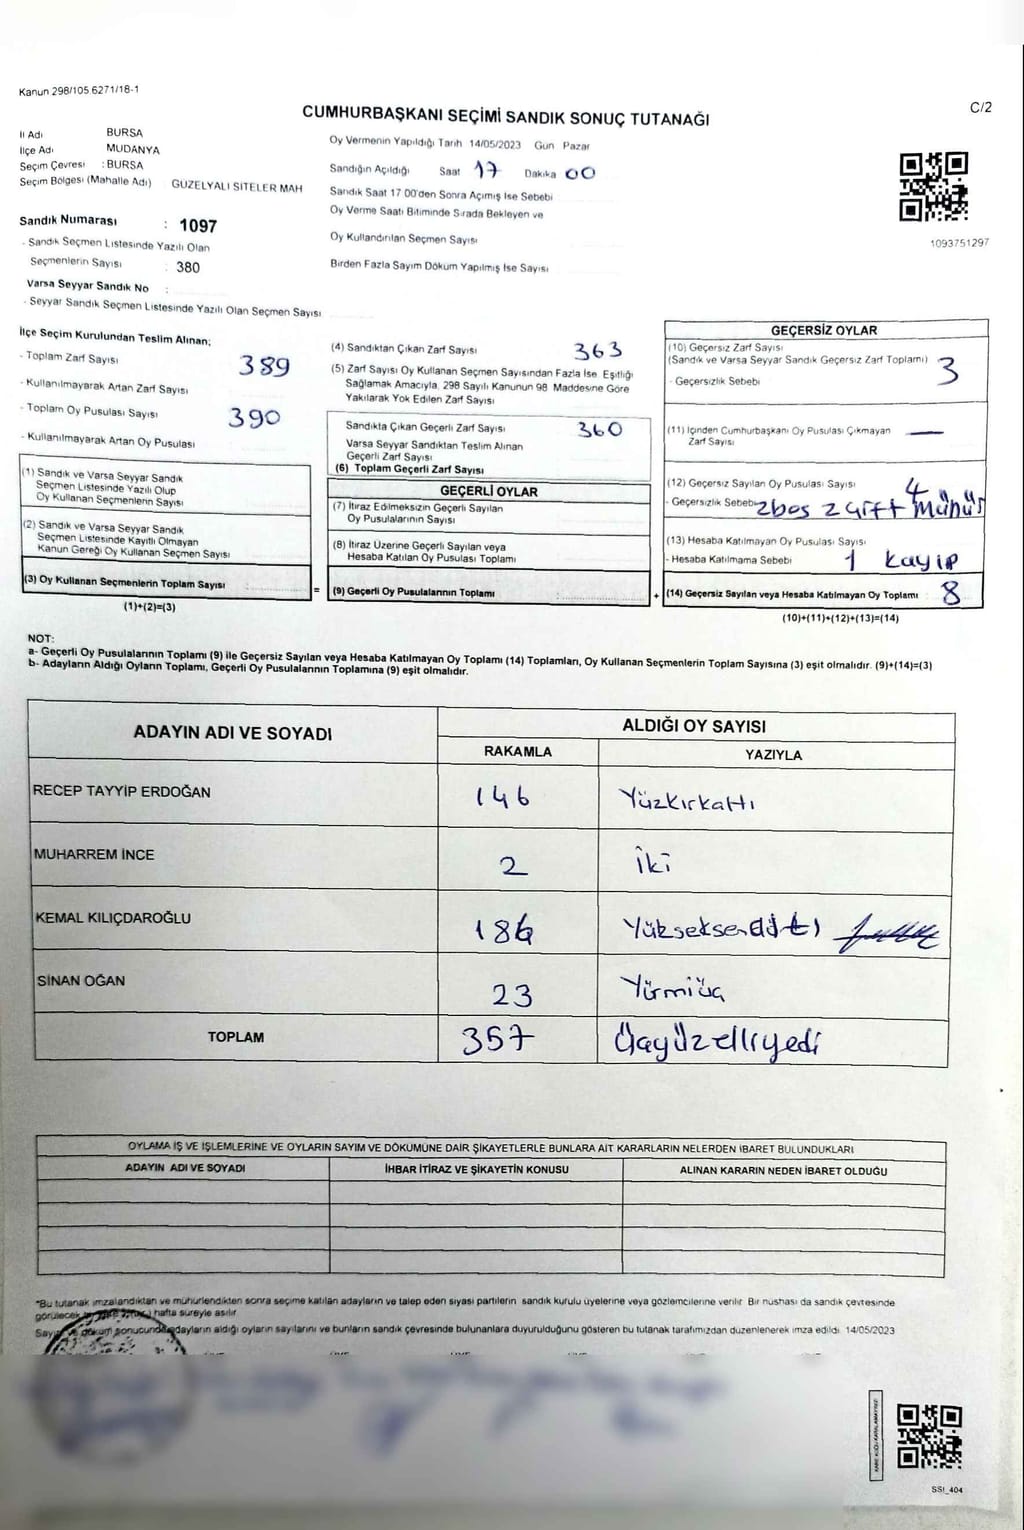 Kanun 298/105 6271/18-1
C/2
CUMHURBAŞKANI SEÇİMİ SANDIK SONUÇ TUTANAĞI
İl Adı BURSA
İlçe Adı MUDANYA
Seçim Çevresi : BURSA
Seçim Bölgesi (Mahalle Adı) GÜZELYALI SİTELER MAH
Sandık Numarası : 1097
- Sandık Seçmen Listesinde Yazılı Olan
Seçmenlerin Sayısı : 380
Varsa Seyyar Sandık No :
- Seyyar Sandık Seçmen Listesinde Yazılı Olan Seçmen Sayısı
Oy Vermenin Yapıldığı Tarih 14/05/2023 Gün Pazar
Sandığın Açıldığı Saat 17 Dakika 00
Sandık Saat 17 00'den Sonra Açılmış İse Sebebi
Oy Verme Saati Bitiminde Sırada Bekleyen ve
Oy Kullandırılan Seçmen Sayısı
Birden Fazla Sayım Döküm Yapılmış İse Sayısı
1093751297
İlçe Seçim Kurulundan Teslim Alınan;
- Toplam Zarf Sayısı 389
- Kullanılmayarak Artan Zarf Sayısı
- Toplam Oy Pusulası Sayısı 390
- Kullanılmayarak Artan Oy Pusulası
(1) Sandık ve Varsa Seyyar Sandık
Seçmen Listesinde Yazılı Olup
Oy Kullanan Seçmenlerin Sayısı
(2) Sandık ve Varsa Seyyar Sandık
Seçmen Listesinde Kayıtlı Olmayan
Kanun Gereği Oy Kullanan Seçmen Sayısı
(3) Oy Kullanan Seçmenlerin Toplam Sayısı :
(1)+(2)=(3)
(4) Sandıktan Çıkan Zarf Sayısı 363
(5) Zarf Sayısı Oy Kullanan Seçmen Sayısından Fazla İse, Eşitliği
Sağlamak Amacıyla, 298 Sayılı Kanunun 98. Maddesine Göre
Yakılarak Yok Edilen Zarf Sayısı
Sandıkta Çıkan Geçerli Zarf Sayısı 360
Varsa Seyyar Sandıktan Teslim Alınan
Geçerli Zarf Sayısı
(6) Toplam Geçerli Zarf Sayısı
GEÇERLİ OYLAR
(7) İtiraz Edilmeksizin Geçerli Sayılan
Oy Pusulalarının Sayısı
(8) İtiraz Üzerine Geçerli Sayılan veya
Hesaba Katılan Oy Pusulası Toplamı
= (9) Geçerli Oy Pusulalarının Toplamı :
GEÇERSİZ OYLAR
(10) Geçersiz Zarf Sayısı
(Sandık ve Varsa Seyyar Sandık Geçersiz Zarf Toplamı) 3
- Geçersizlik Sebebi
(11) İçinden Cumhurbaşkanı Oy Pusulası Çıkmayan —
Zarf Sayısı
(12) Geçersiz Sayılan Oy Pusulası Sayısı 4
- Geçersizlik Sebebi 2boş 2 çift Mühür
(13) Hesaba Katılmayan Oy Pusulası Sayısı
- Hesaba Katılmama Sebebi 1 kayıp
+ (14) Geçersiz Sayılan veya Hesaba Katılmayan Oy Toplamı : 8
(10)+(11)+(12)+(13)=(14)
NOT:
a- Geçerli Oy Pusulalarının Toplamı (9) ile Geçersiz Sayılan veya Hesaba Katılmayan Oy Toplamı (14) Toplamları, Oy Kullanan Seçmenlerin Toplam Sayısına (3) eşit olmalıdır. (9)+(14)=(3)
b- Adayların Aldığı Oyların Toplamı, Geçerli Oy Pusulalarının Toplamına (9) eşit olmalıdır.
ADAYIN ADI VE SOYADI
ALDIĞI OY SAYISI
RAKAMLA YAZIYLA
RECEP TAYYİP ERDOĞAN 146 Yüzkırkaltı
MUHARREM İNCE 2 İki
KEMAL KILIÇDAROĞLU 186
SİNAN OĞAN 23 Yirmiüç
TOPLAM 357 Üçyüzelliyedi
OYLAMA İŞ VE İŞLEMLERİNE VE OYLARIN SAYIM VE DÖKÜMÜNE DAİR ŞİKAYETLERLE BUNLARA AİT KARARLARIN NELERDEN İBARET BULUNDUKLARI
ADAYIN ADI VE SOYADI İHBAR İTİRAZ VE ŞİKAYETİN KONUSU ALINAN KARARIN NEDEN İBARET OLDUĞU
*Bu tutanak imzalandıktan ve mühürlendikten sonra seçime katılan adayların ve talep eden siyasi partilerin sandık kurulu üyelerine veya gözlemcilerine verilir. Bir nüshası da sandık çevresinde
görülecek hafta süreyle asılır
Sayım döküm sonucunda adayların aldığı oyların sayılarını ve bunların sandık çevresinde bulunanlara duyurulduğunu gösteren bu tutanak tarafımızdan düzenlenerek imza edildi. 14/05/2023
SSI_404